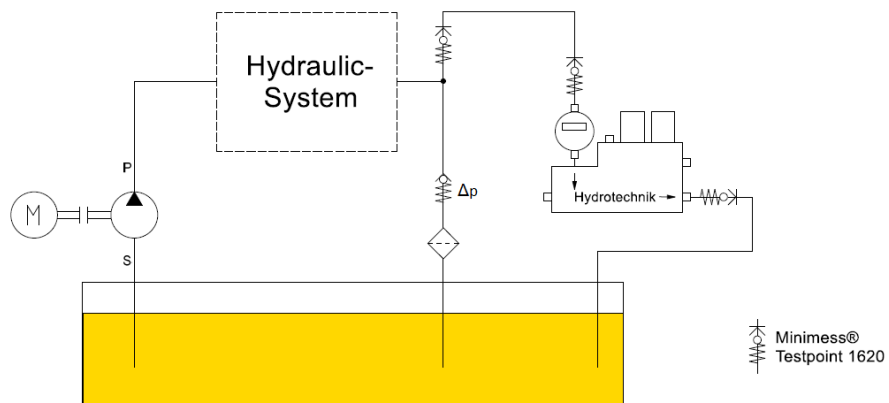 Hydraulic-
System
P
Δp
M
Hydrotechnik
S
Minimess®
Testpoint 1620